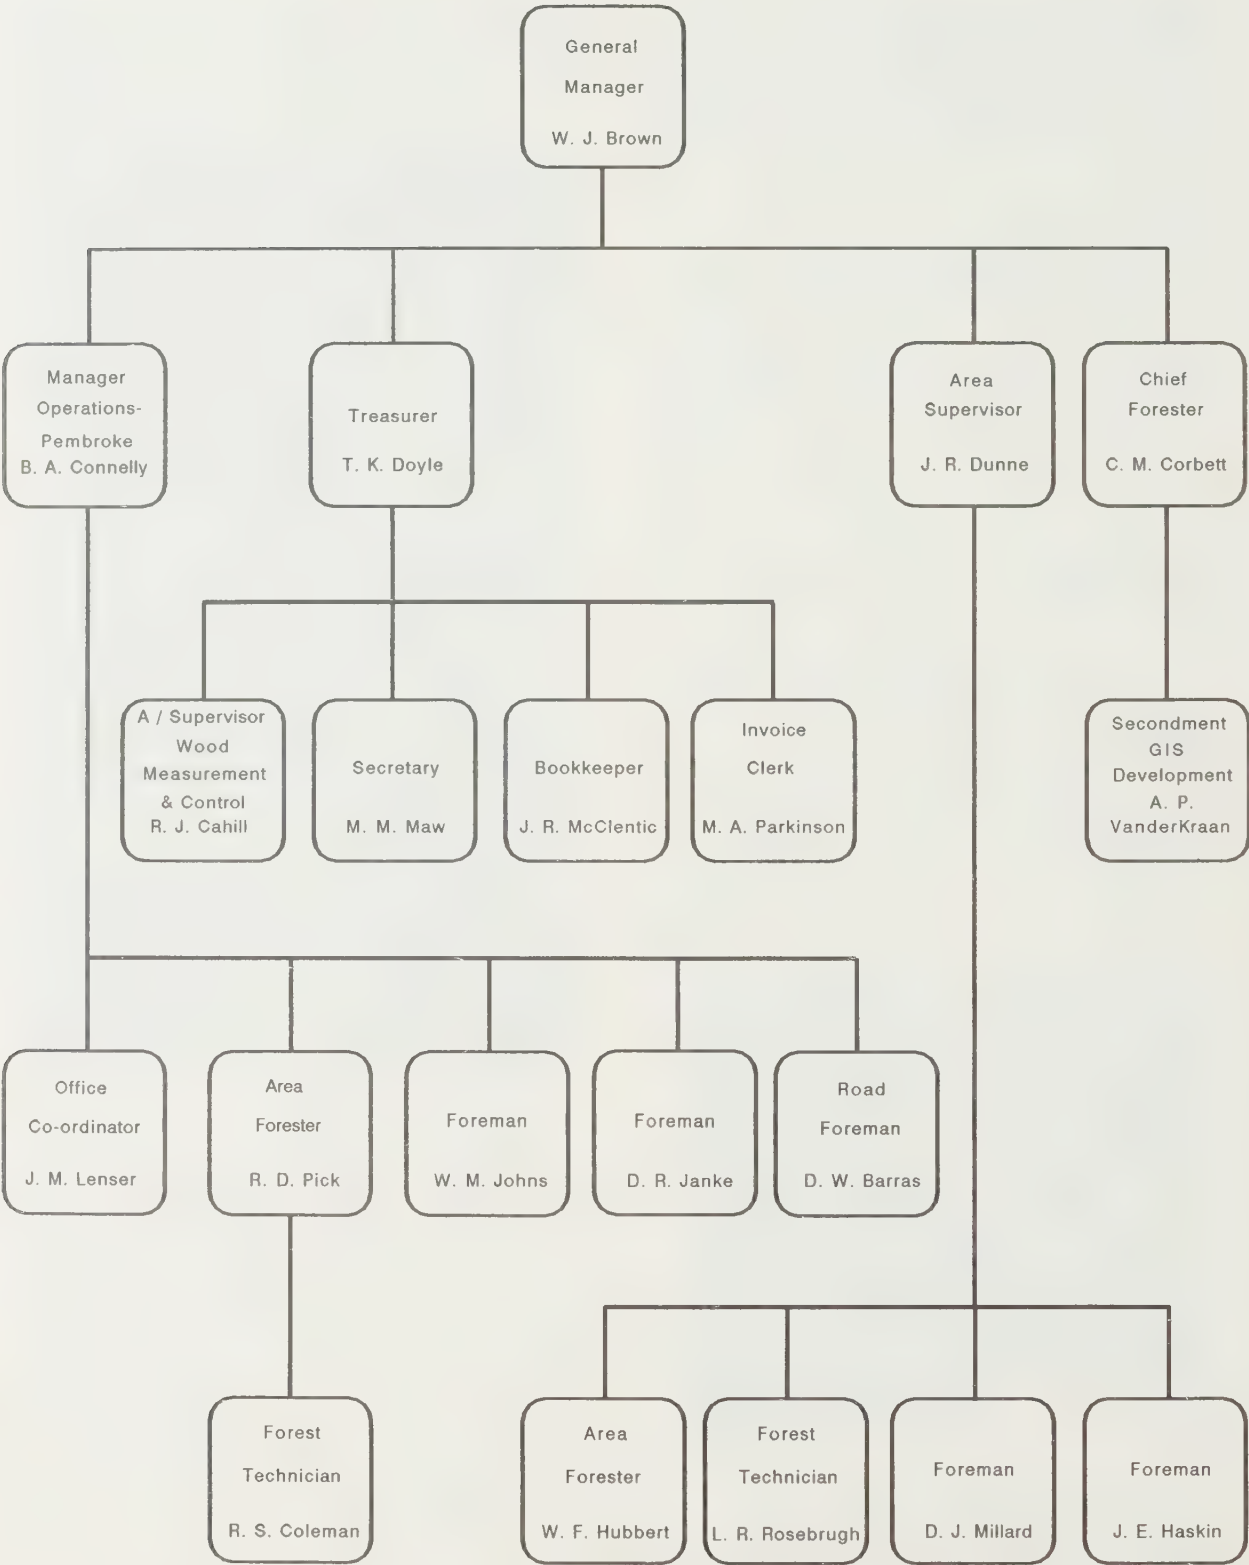 General
Manager
W. J. Brown
Manager
Operations-
Pembroke
B. A. Connelly
Treasurer
T. K. Doyle
Area
Supervisor
J. R. Dunne
Chief
Forester
C. M. Corbett
A / Supervisor
Wood
Measurement
& Control
R. J. Cahill
Secretary
M. M. Maw
Bookkeeper
J. R. McClentic
Invoice
Clerk
M. A. Parkinson
Secondment
GIS
Development
A. P.
VanderKraan
Office
Co-ordinator
J. M. Lenser
Area
Forester
R. D. Pick
Foreman
W. M. Johns
Foreman
D. R. Janke
Road
Foreman
D. W. Barras
Forest
Technician
R. S. Coleman
Area
Forester
W. F. Hubbert
Forest
Technician
L. R. Rosebrugh
Foreman
D. J. Millard
Foreman
J. E. Haskin